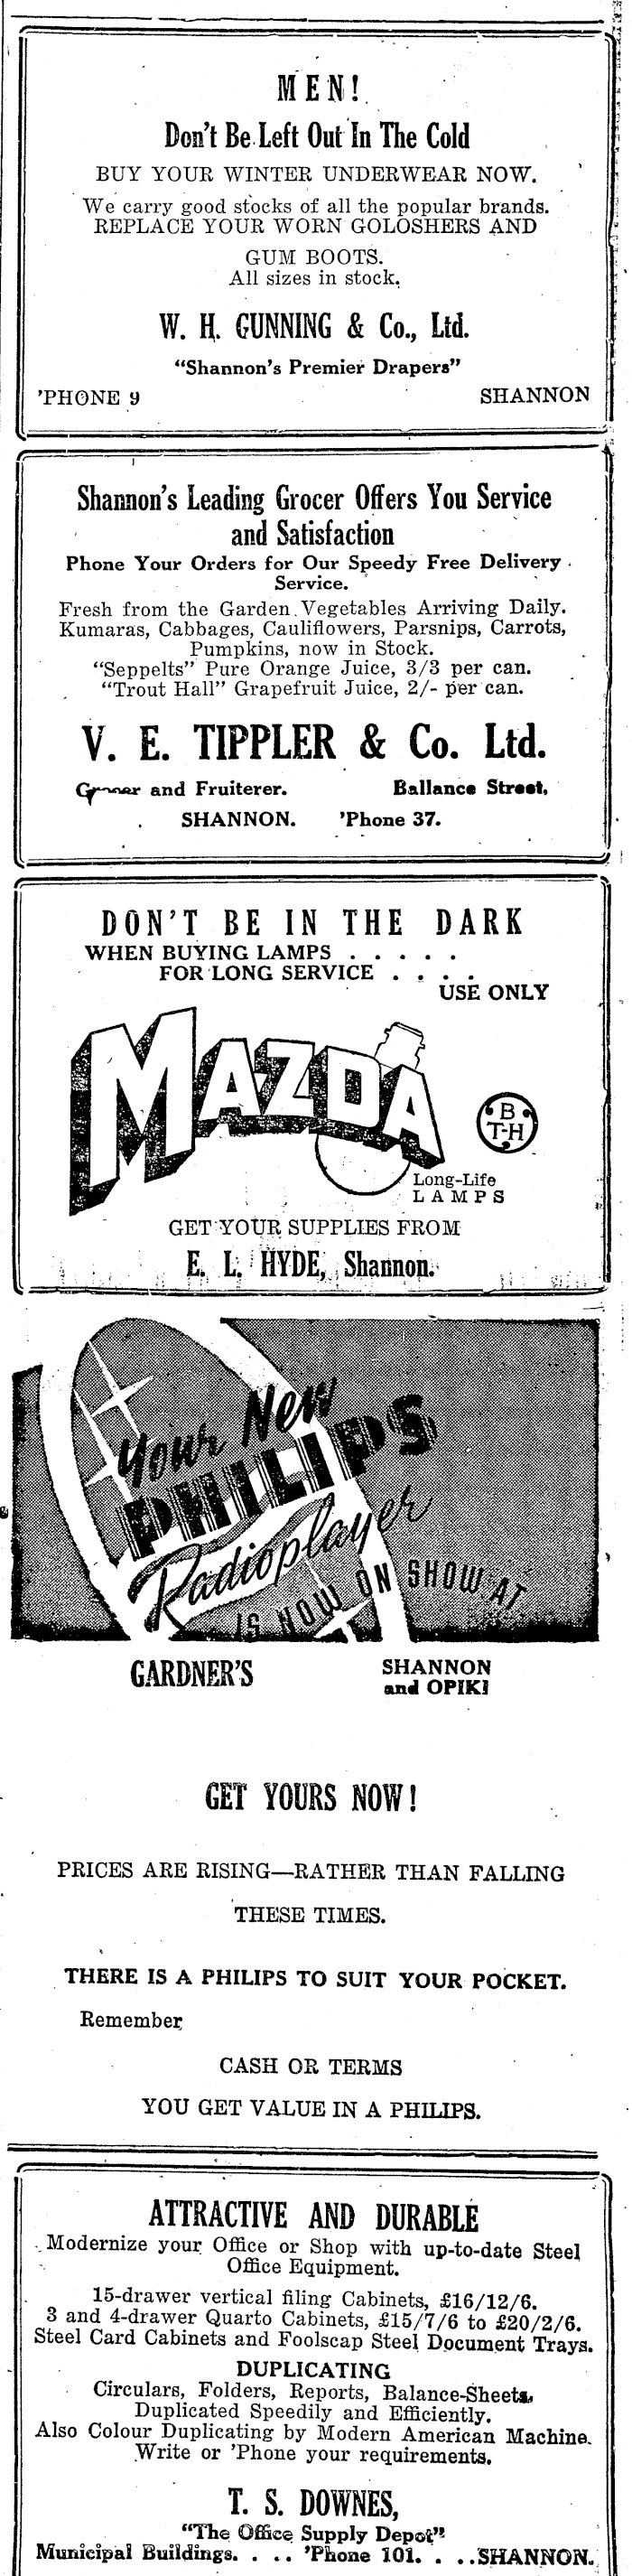 MEN!
Don't Be Left Out In The Cold
BUY YOUR WINTER UNDERWEAR NOW.
We carry good stocks of all the popular brands.
REPLACE YOUR WORN GOLOSHERS AND
GUM BOOTS.
All sizes in stock.
W. H. GUNNING & Co., Ltd.
"Shannon's Premier Drapers"
'PHONE 9 SHANNON
Shannon's Leading Grocer Offers You Service
and Satisfaction
Phone Your Orders for Our Speedy Free Delivery
Service.
Fresh from the Garden Vegetables Arriving Daily.
Kumaras, Cabbages, Cauliflowers, Parsnips, Carrots,
Pumpkins, now in Stock.
"Seppelts" Pure Orange Juice, 3/3 per can.
"Trout Hall" Grapefruit Juice, 2/- per can.
V. E. TIPPLER & Co. Ltd.
Grocer and Fruiterer. Ballance Street,
SHANNON. 'Phone 37.
DON'T BE IN THE DARK
WHEN BUYING LAMPS . . . . .
FOR LONG SERVICE . . . .
USE ONLY
MAZDA
B
T-H
Long-Life
LAMPS
GET YOUR SUPPLIES FROM
E. L. HYDE, Shannon.
Your New
PHILIPS
Radioplayer
IS NOW ON SHOW AT
GARDNER'S SHANNON
and OPIKI
GET YOURS NOW!
PRICES ARE RISING—RATHER THAN FALLING
THESE TIMES.
THERE IS A PHILIPS TO SUIT YOUR POCKET.
Remember
CASH OR TERMS
YOU GET VALUE IN A PHILIPS.
ATTRACTIVE AND DURABLE
Modernize your Office or Shop with up-to-date Steel
Office Equipment.
15-drawer vertical filing Cabinets, £16/12/6.
3 and 4-drawer Quarto Cabinets, £15/7/6 to £20/2/6.
Steel Card Cabinets and Foolscap Steel Document Trays.
DUPLICATING
Circulars, Folders, Reports, Balance-Sheets,
Duplicated Speedily and Efficiently.
Also Colour Duplicating by Modern American Machine.
Write or 'Phone your requirements.
T. S. DOWNES,
"The Office Supply Depot"
Municipal Buildings. . .. 'Phone 101. . ..SHANNON.